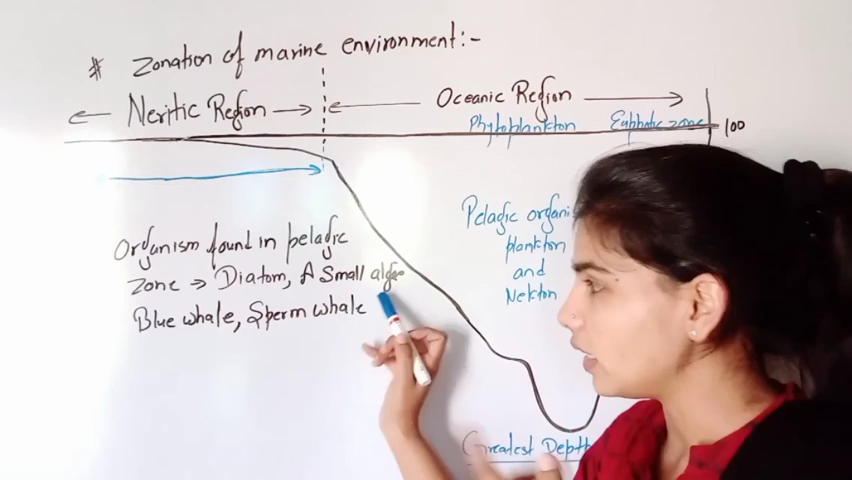 # Zonation of marine environment:-
Neritic Region
Oceanic Region
Phytoplankton Euphotic zone
100
Organism found in pelagic
zone → Diatom, A Small algae
Blue whale, Sperm whale
Pelagic organi
plankton
and
Nekton
Greatest Depth